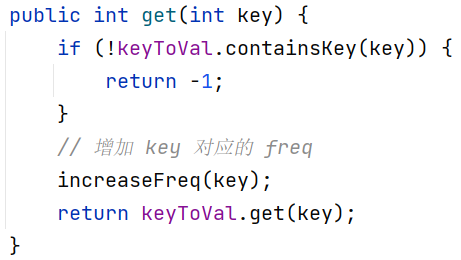 public int get(int key) {
    if (!keyToVal.containsKey(key)) {
        return -1;
    }
    // 增加 key 对应的 freq
    increaseFreq(key);
    return keyToVal.get(key);
}